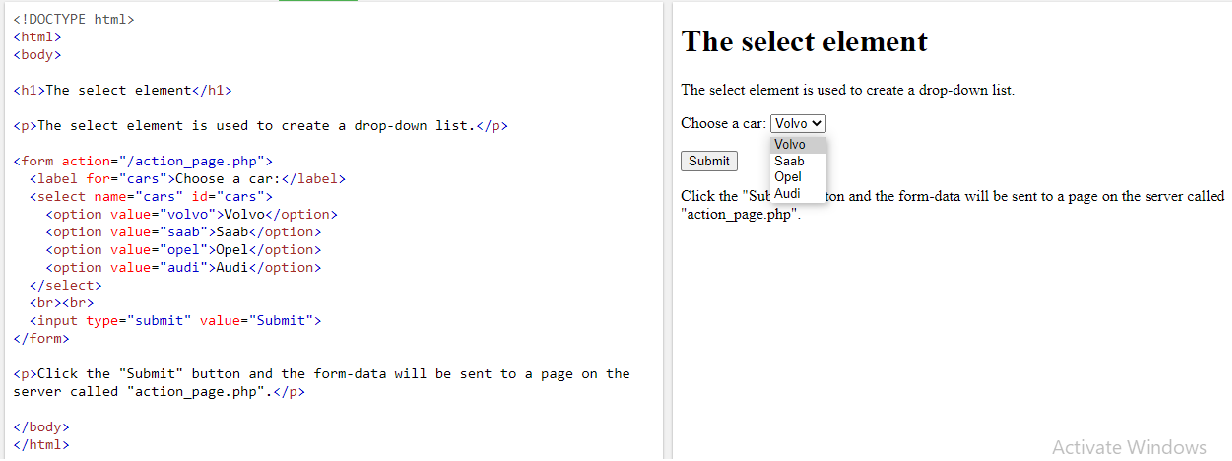 <!DOCTYPE html>
<html>
<body>
<h1>The select element</h1>
<p>The select element is used to create a drop-down list.</p>
<form action="/action_page.php">
<label for="cars">Choose a car:</label>
<select name="cars" id="cars">
<option value="volvo">Volvo</option>
<option value="saab">Saab</option>
<option value="opel">Opel</option>
<option value="audi">Audi</option>
</select>
<br><br>
<input type="submit" value="Submit">
</form>
<p>Click the "Submit" button and the form-data will be sent to a page on the
server called "action_page.php".</p>
</body>
</html>
The select element
The select element is used to create a drop-down list.
Choose a car: Volvo
Volvo
Submit
Saab
Opel
Audi
Click the "Sub ton and the form-data will be sent to a page on the server called
"action_page.php".
Activate Windows